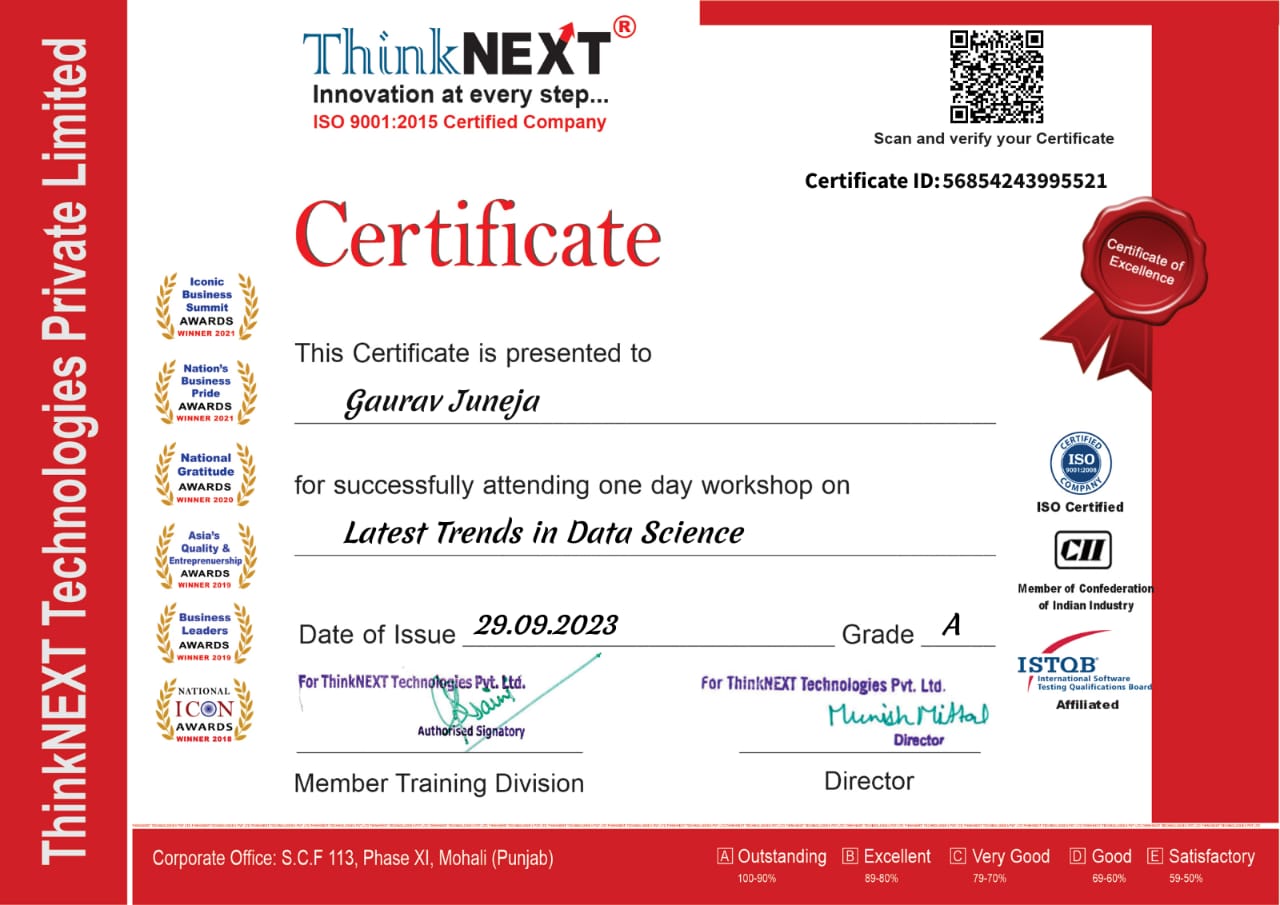 ThinkNEXT Technologies Private Limited
ThinkNEXT®
Innovation at every step...
ISO 9001:2015 Certified Company
Scan and verify your Certificate
Certificate ID: 56854243995521
Certificate
Certificate of
Excellence
Iconic
Business
Summit
AWARDS
WINNER 2021
Nation's
Business
Pride
AWARDS
WINNER 2021
National
Gratitude
AWARDS
WINNER 2020
Asia's
Quality &
Entreprenuership
AWARDS
WINNER 2019
Business
Leaders
AWARDS
WINNER 2019
NATIONAL
ICON
AWARDS
WINNER 2018
This Certificate is presented to
Gaurav Juneja
for successfully attending one day workshop on
Latest Trends in Data Science
Date of Issue 29.09.2023 Grade A
For ThinkNEXT Technologies Pvt. Ltd.
Authorised Signatory
Member Training Division
For ThinkNEXT Technologies Pvt. Ltd.
Munish Mittal
Director
Director
CERTIFIED
ISO
9001:2008
COMPANY
ISO Certified
CII
Member of Confederation
of Indian Industry
ISTQB®
International Software
Testing Qualifications Board
Affiliated
Corporate Office: S.C.F 113, Phase XI, Mohali (Punjab)
A Outstanding B Excellent C Very Good D Good E Satisfactory
100-90% 89-80% 79-70% 69-60% 59-50%